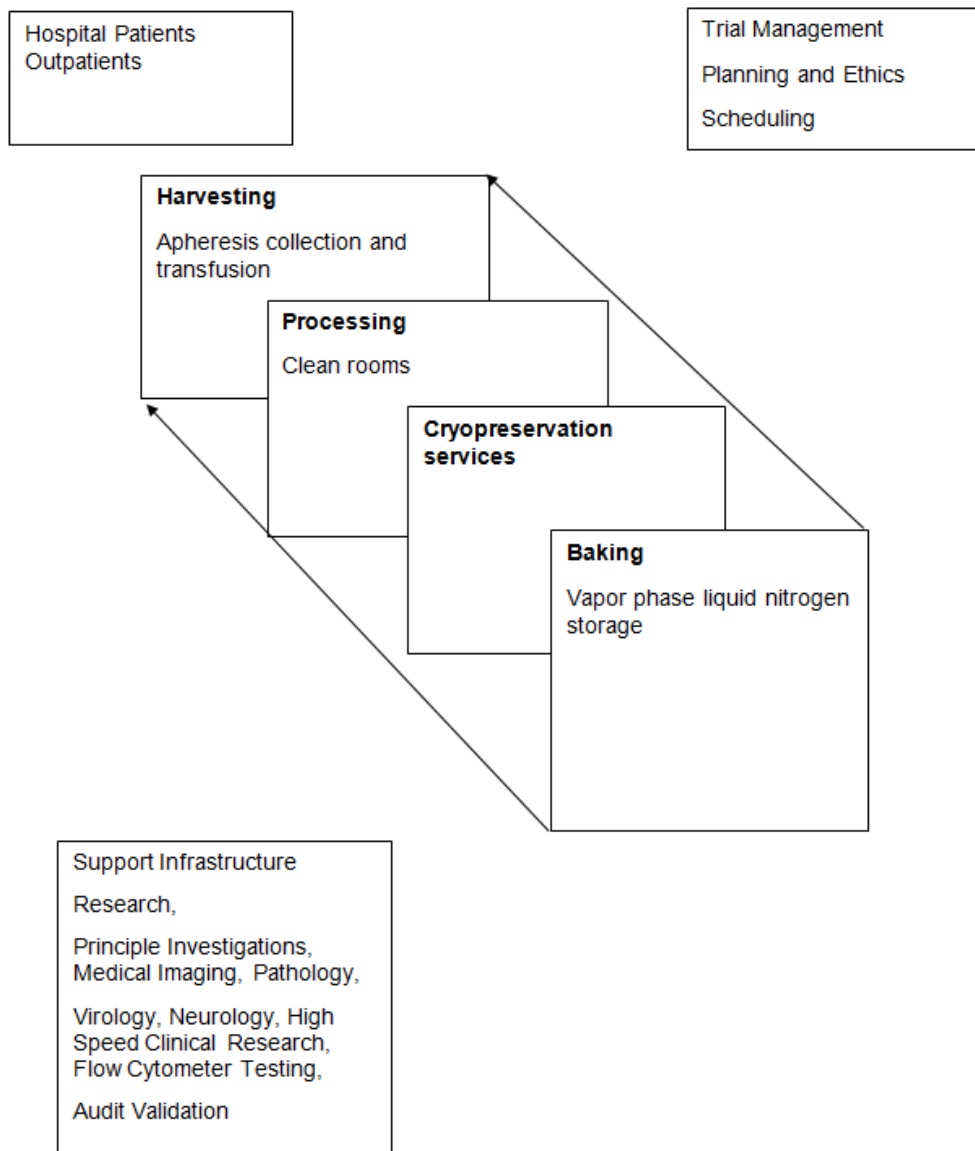 Hospital Patients
Outpatients
Trial Management
Planning and Ethics
Scheduling
Harvesting
Apheresis collection and
transfusion
Processing
Clean rooms
Cryopreservation
services
Baking
Vapor phase liquid nitrogen
storage
Support Infrastructure
Research,
Principle Investigations,
Medical Imaging, Pathology,
Virology, Neurology, High
Speed Clinical Research,
Flow Cytometer Testing,
Audit Validation